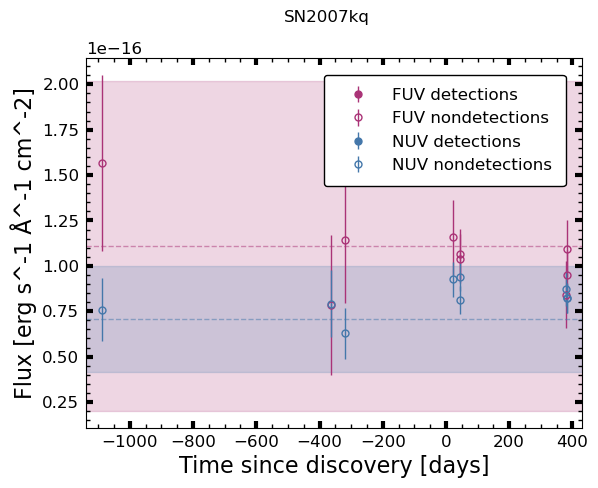 SN2007kq
1e−16
2.00
1.75
1.50
1.25
1.00
0.75
0.50
0.25
Flux [erg s^-1 Å^-1 cm^-2]
FUV detections
FUV nondetections
NUV detections
NUV nondetections
−1000 −800 −600 −400 −200 0 200 400
Time since discovery [days]